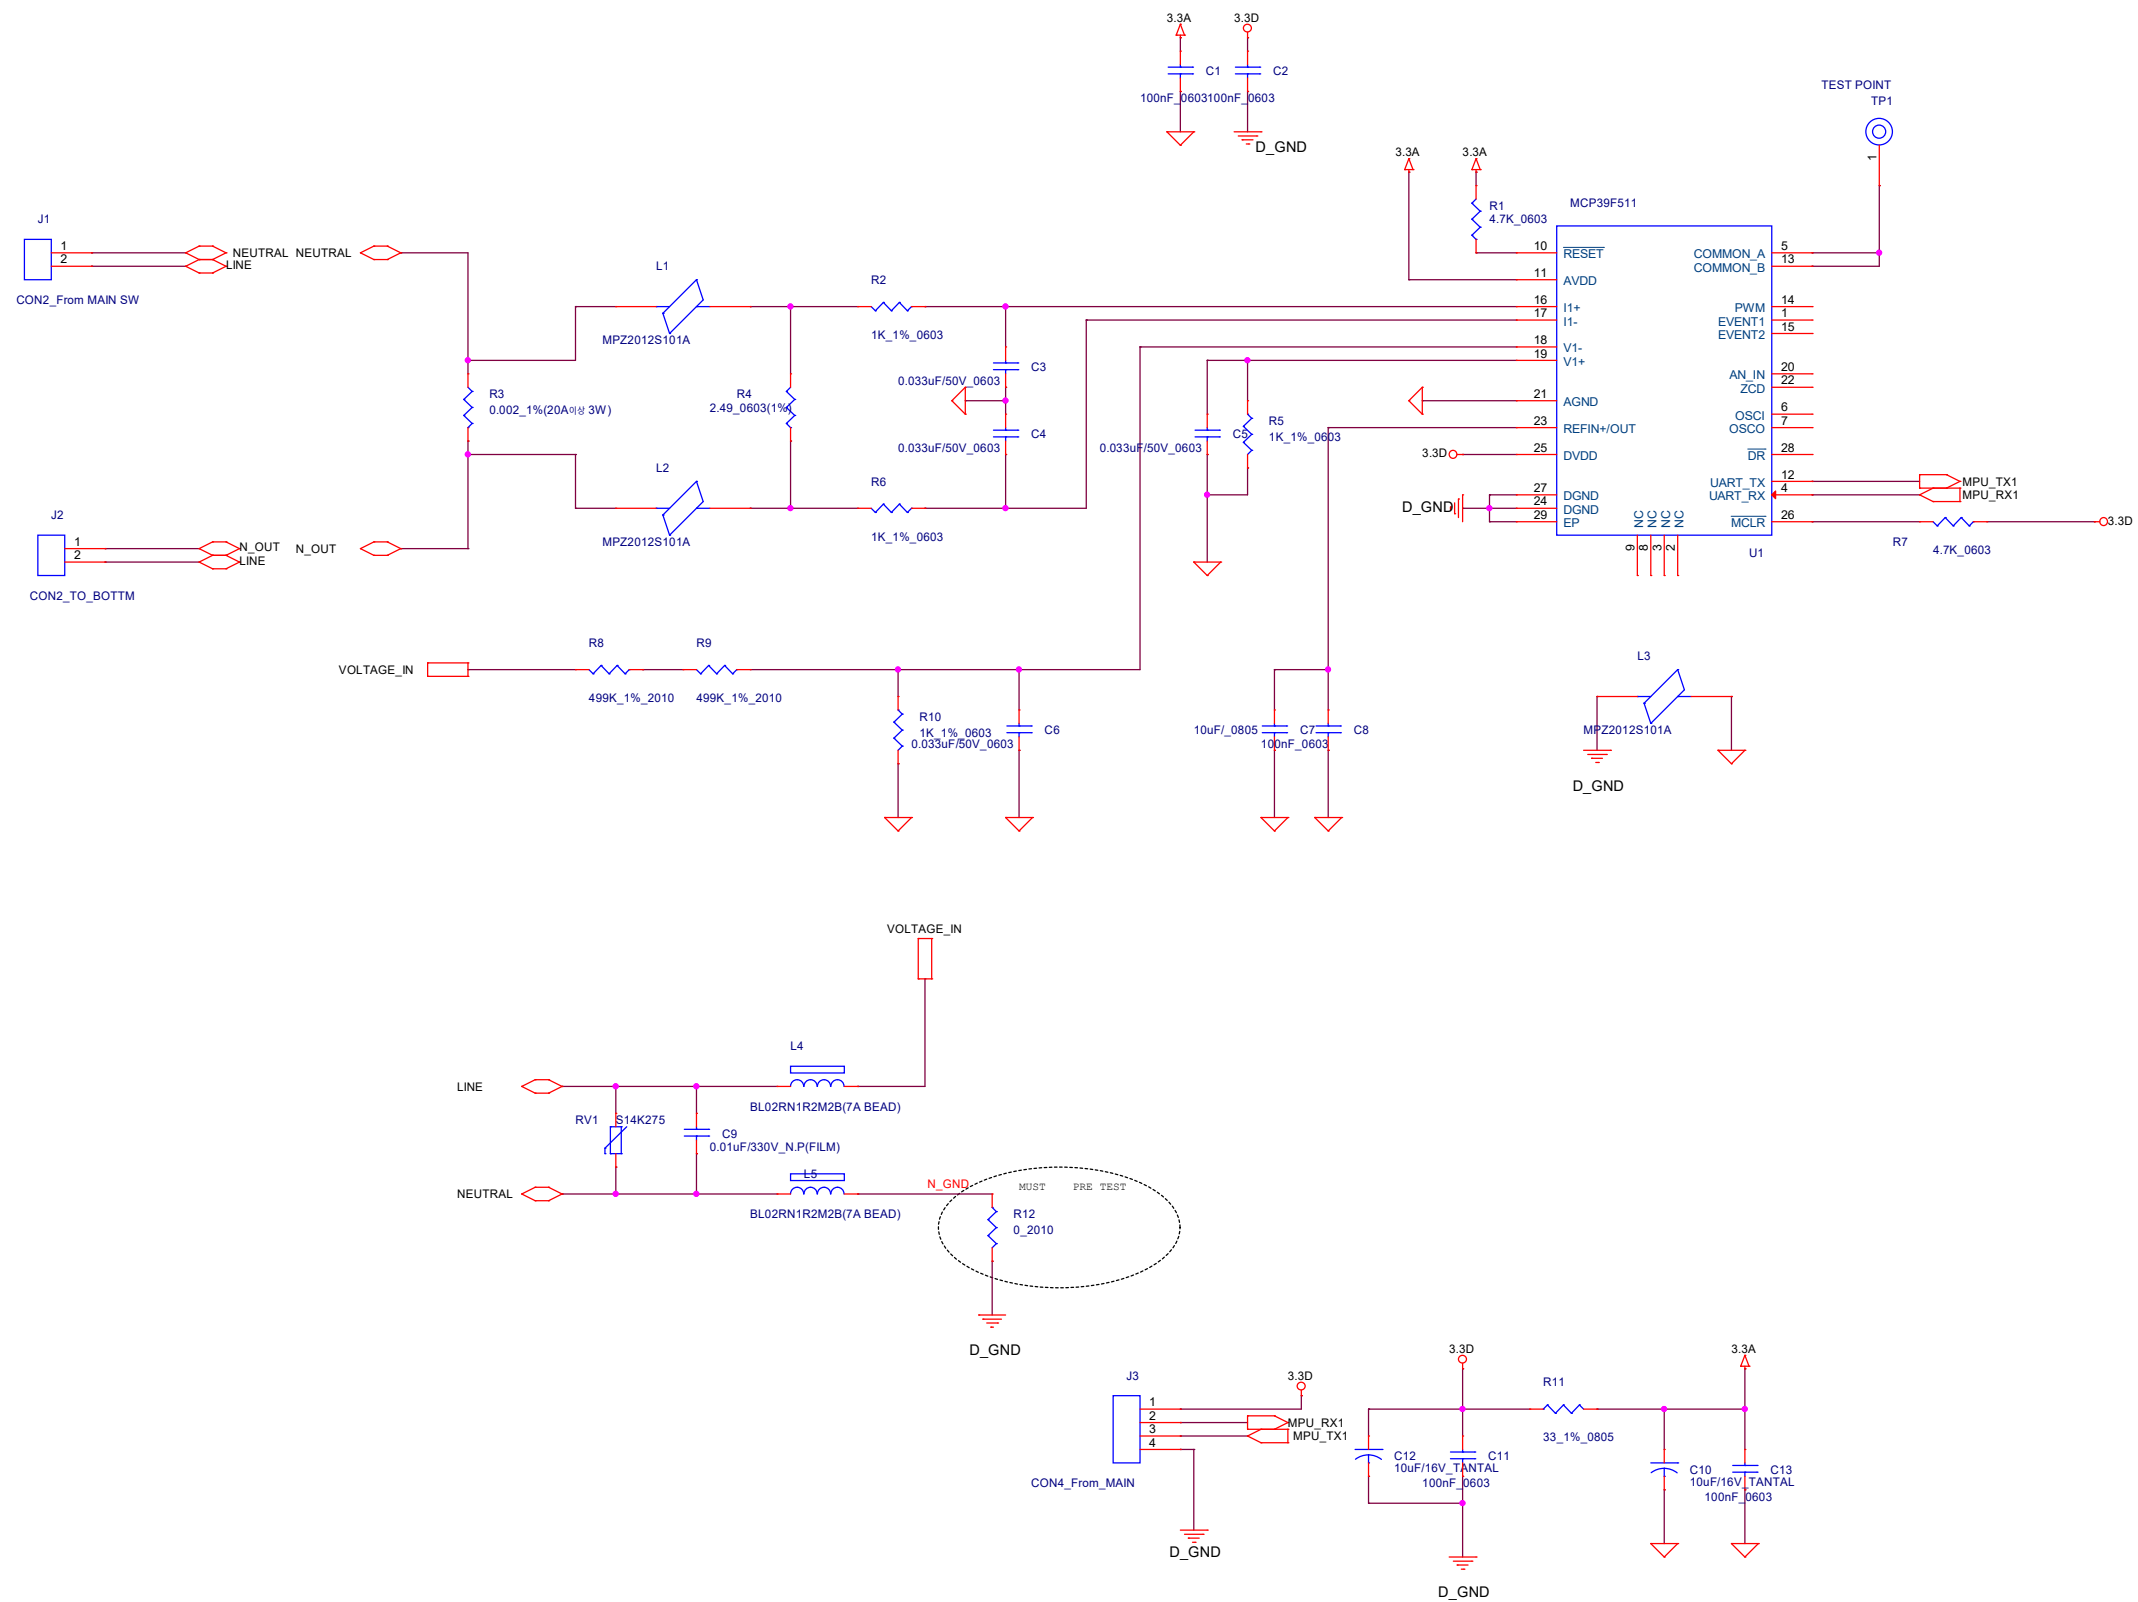 3.3A
3.3D
C1
C2
100nF_0603
100nF_0603
D_GND
TEST POINT
TP1
1
3.3A
3.3A
R1
4.7K_0603
MCP39F511
J1
1
2
NEUTRAL
LINE
NEUTRAL
CON2_From MAIN SW
L1
MPZ2012S101A
R2
1K_1%_0603
R3
0.002_1%(20A이상 3W)
R4
2.49_0603(1%)
C3
0.033uF/50V_0603
C4
0.033uF/50V_0603
L2
MPZ2012S101A
R6
1K_1%_0603
C5
0.033uF/50V_0603
R5
1K_1%_0603
10
RESET
11
AVDD
16
I1+
17
I1-
18
V1-
19
V1+
21
AGND
23
REFIN+/OUT
3.3D
25
DVDD
D_GND
27
DGND
24
DGND
29
EP
COMMON_A
5
COMMON_B
13
PWM
14
EVENT1
1
EVENT2
15
AN_IN
20
ZCD
22
OSCI
6
OSCO
7
DR
28
UART_TX
12
MPU_TX1
UART_RX
4
MPU_RX1
MCLR
26
3.3D
NC
NC
NC
NC
9
8
3
2
U1
R7
4.7K_0603
J2
1
2
N_OUT
LINE
N_OUT
CON2_TO_BOTTM
VOLTAGE_IN
R8
499K_1%_2010
R9
499K_1%_2010
R10
1K_1%_0603
0.033uF/50V_0603
C6
10uF/_0805
C7
100nF_0603
C8
L3
MPZ2012S101A
D_GND
VOLTAGE_IN
L4
LINE
BL02RN1R2M2B(7A BEAD)
RV1
S14K275
C9
0.01uF/330V_N.P(FILM)
L5
NEUTRAL
BL02RN1R2M2B(7A BEAD)
N_GND
MUST PRE TEST
R12
0_2010
D_GND
J3
3.3D
1
2
3
4
MPU_RX1
MPU_TX1
CON4_From_MAIN
D_GND
3.3D
R11
33_1%_0805
3.3A
C12
10uF/16V_TANTAL
C11
100nF_0603
D_GND
C10
10uF/16V_TANTAL
C13
100nF_0603